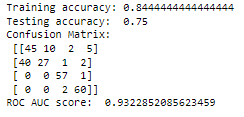 Training accuracy: 0.8444444444444444
Testing accuracy:  0.75
Confusion Matrix:
[[45 10  2  5]
[40 27  1  2]
[ 0  0 57  1]
[ 0  0  2 60]]
ROC AUC score:  0.9322852085623459